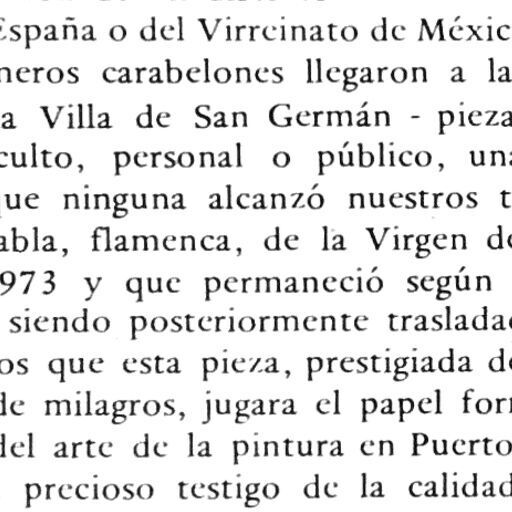 España o del Virreinato de Méxic
neros carabelones llegaron a la
a Villa de San Germán - pieza
culto, personal o público, una
que ninguna alcanzó nuestros t
abla, flamenca, de la Virgen de
973 y que permaneció según
siendo posteriormente traslada
os que esta pieza, prestigiada d
de milagros, jugara el papel for
del arte de la pintura en Puerto
precioso testigo de la calidad